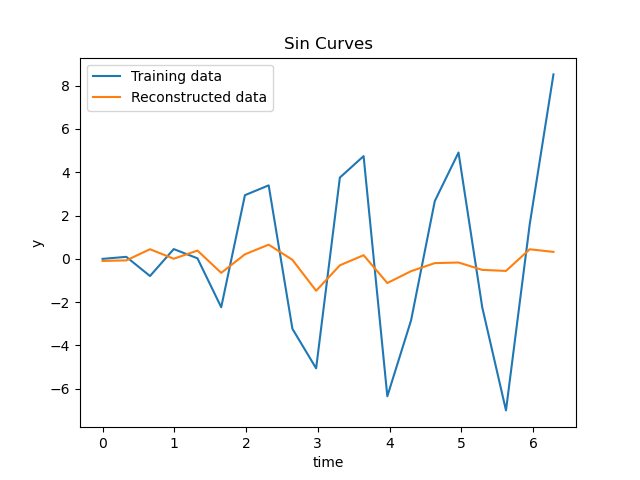 Sin Curves
Training data
Reconstructed data
8
6
4
2
0
−2
−4
−6
y
0 1 2 3 4 5 6
time